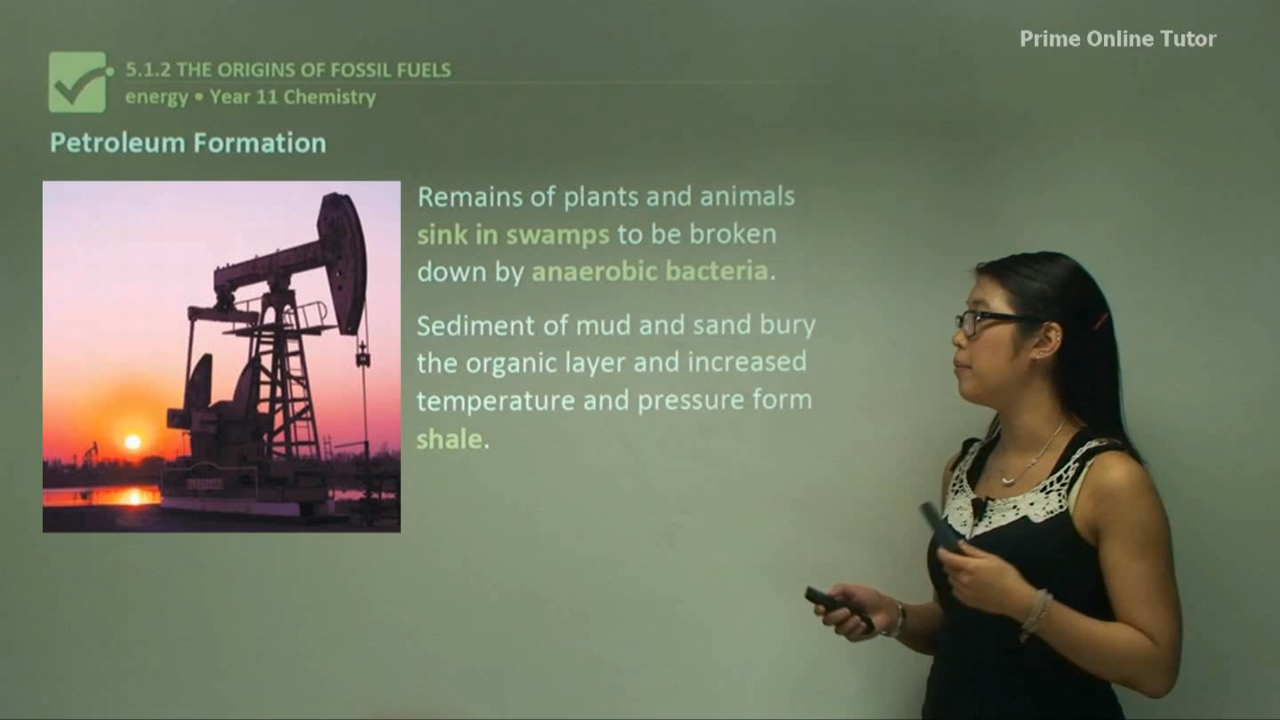 Prime Online Tutor
5.1.2 THE ORIGINS OF FOSSIL FUELS
energy • Year 11 Chemistry
Petroleum Formation
Remains of plants and animals
sink in swamps to be broken
down by anaerobic bacteria.
Sediment of mud and sand bury
the organic layer and increased
temperature and pressure form
shale.